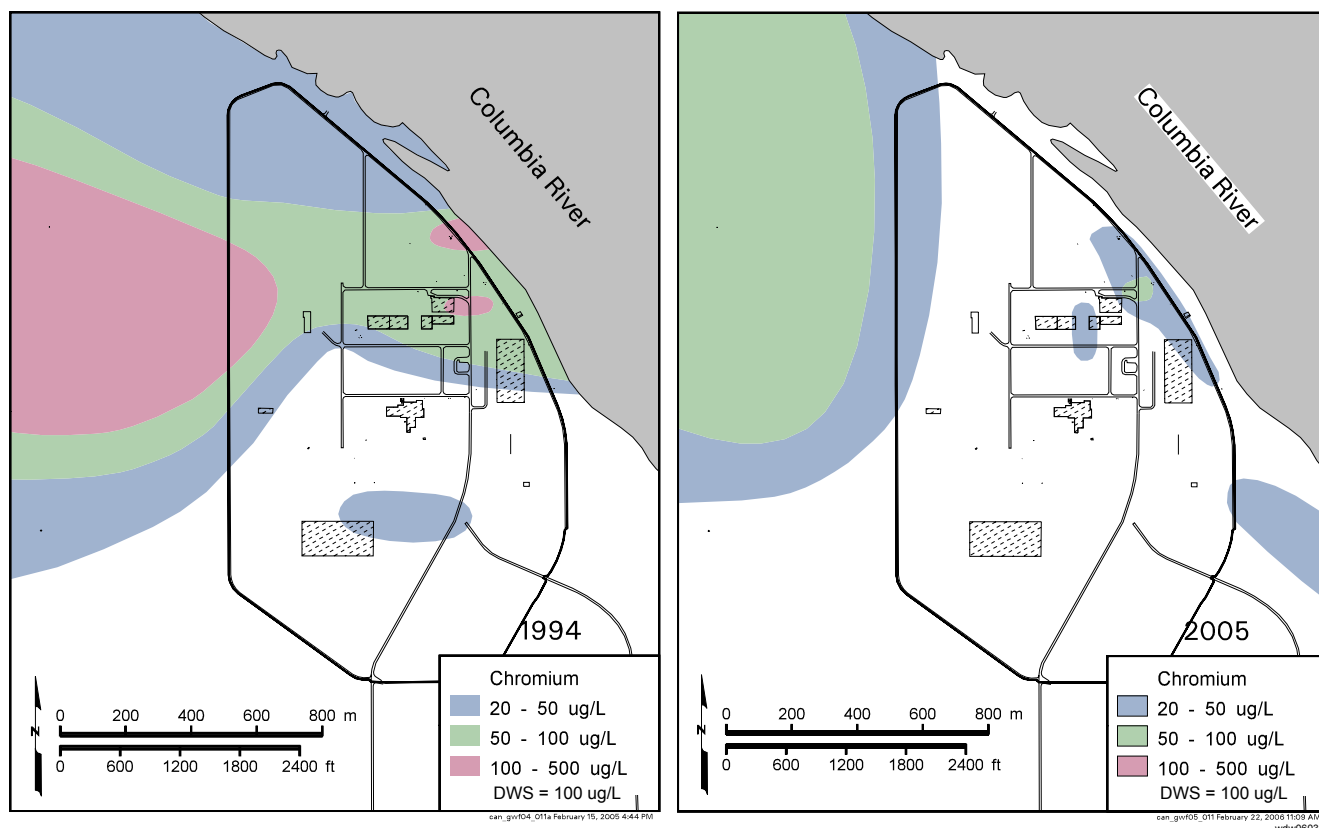 Columbia River
1994
Chromium
20 - 50 ug/L
50 - 100 ug/L
100 - 500 ug/L
DWS = 100 ug/L
N
0 200 400 600 800 m
0 600 1200 1800 2400 ft
can_gwf04_011a February 15, 2005 4:44 PM
Columbia River
2005
Chromium
20 - 50 ug/L
50 - 100 ug/L
100 - 500 ug/L
DWS = 100 ug/L
N
0 200 400 600 800 m
0 600 1200 1800 2400 ft
can_gwf05_011 February 22, 2006 11:09 AM